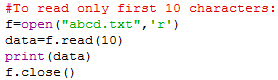 #To read only first 10 characters:
f=open("abcd.txt",'r')
data=f.read(10)
print(data)
f.close()